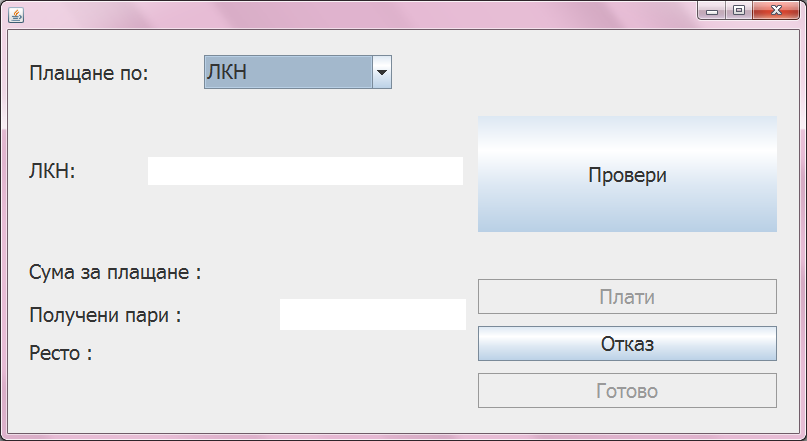 Плащане по:
ЛКН
ЛКН:
Провери
Сума за плащане :
Получени пари :
Ресто :
Плати
Отказ
Готово